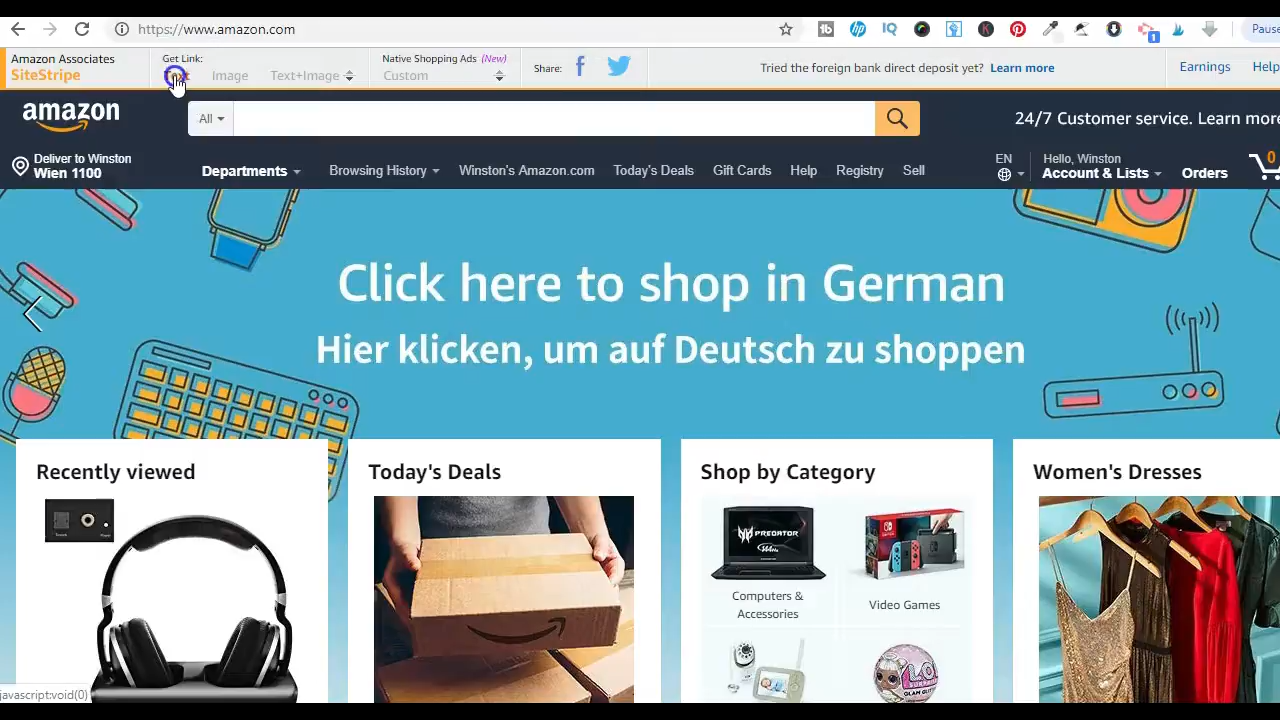 https://www.amazon.com
1
Pause
Amazon Associates
SiteStripe
Get Link:
Text
Image
Text+Image
Native Shopping Ads (New)
Custom
Share:
Tried the foreign bank direct deposit yet? Learn more
Earnings
Help
amazon
All
24/7 Customer service. Learn more
Deliver to Winston
Wien 1100
Departments
Browsing History
Winston's Amazon.com
Today's Deals
Gift Cards
Help
Registry
Sell
EN
Hello, Winston
Account & Lists
Orders
0
Click here to shop in German
Hier klicken, um auf Deutsch zu shoppen
Recently viewed
Today's Deals
Shop by Category
Women's Dresses
PREDATOR
Computers &
Accessories
Video Games
javascript:void(0)